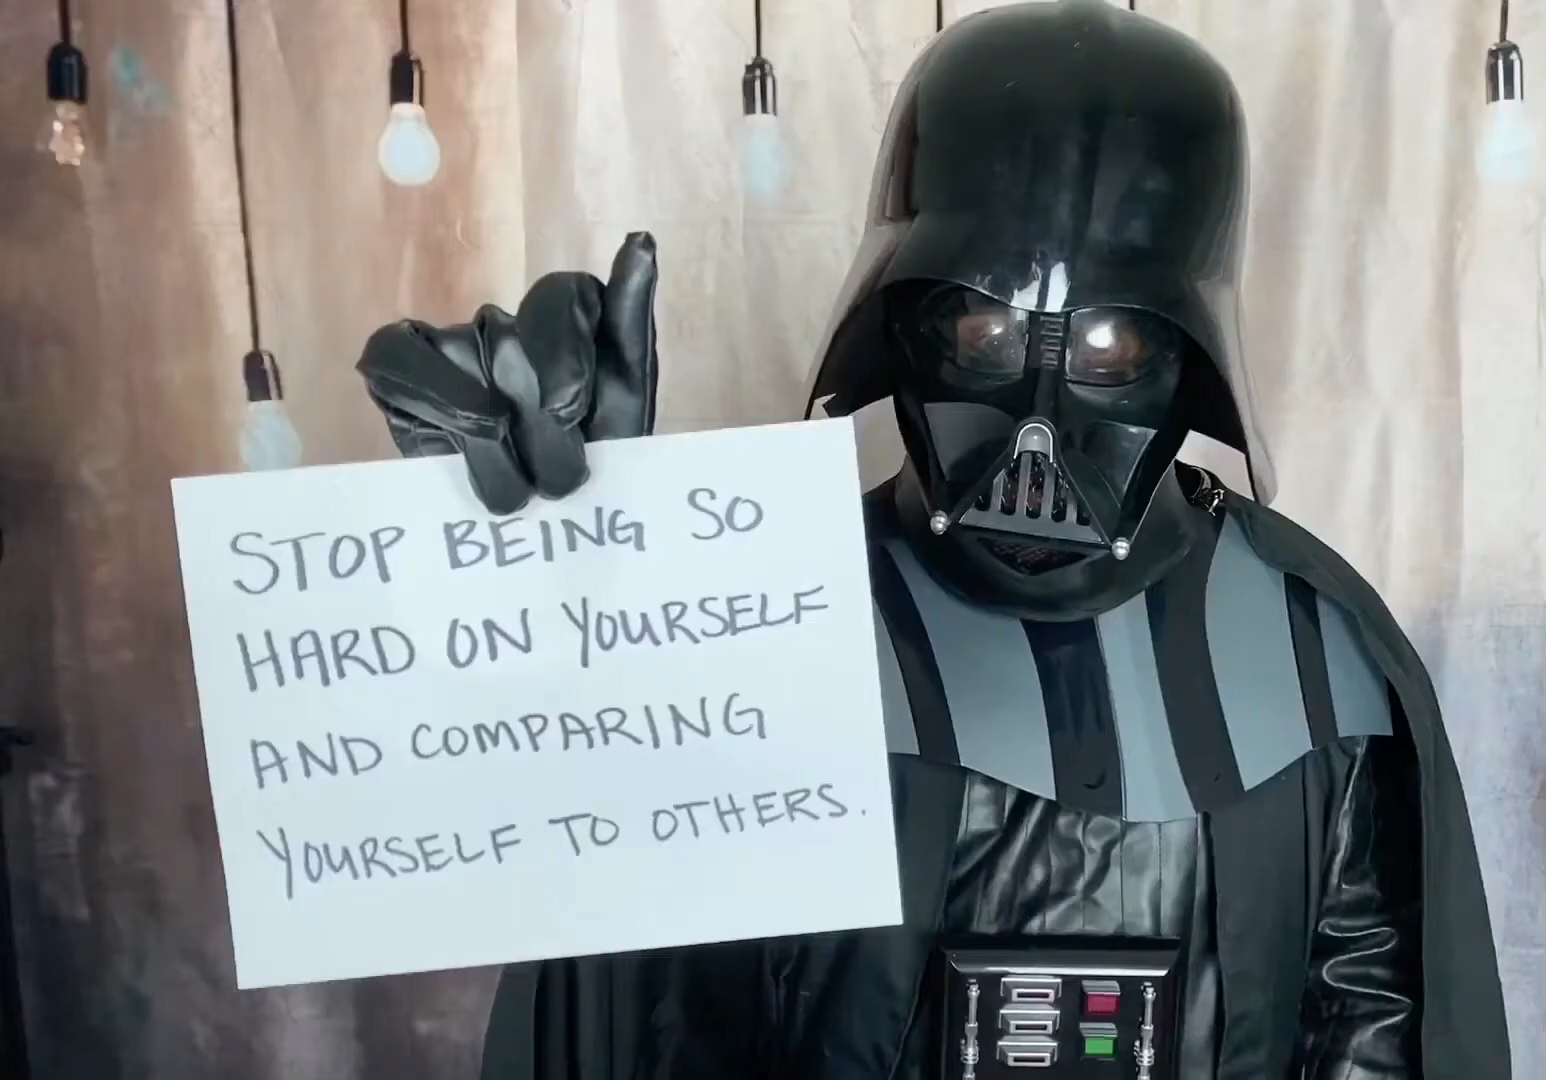 STOP BEING SO
HARD ON YOURSELF
AND COMPARING
YOURSELF TO OTHERS.